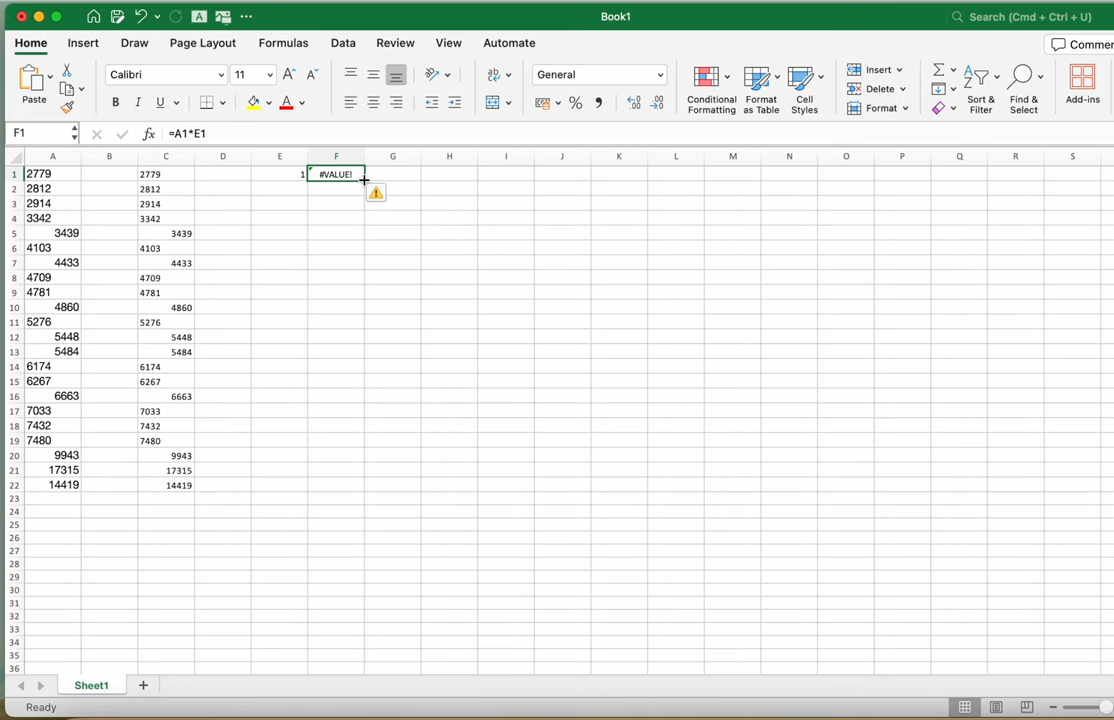 Book1
Search (Cmd + Ctrl + U)
Home Insert Draw Page Layout Formulas Data Review View Automate
Commen
Paste
Calibri 11
B I U
General
Conditional Formatting
Format as Table
Cell Styles
Insert
Delete
Format
Sort & Filter
Find & Select
Add-ins
F1 fx =A1*E1
A B C D E F G H I J K L M N O P Q R S
1 2779 2779 1 #VALUE!
2 2812 2812
3 2914 2914
4 3342 3342
5 3439 3439
6 4103 4103
7 4433 4433
8 4709 4709
9 4781 4781
10 4860 4860
11 5276 5276
12 5448 5448
13 5484 5484
14 6174 6174
15 6267 6267
16 6663 6663
17 7033 7033
18 7432 7432
19 7480 7480
20 9943 9943
21 17315 17315
22 14419 14419
23
24
25
26
27
28
29
30
31
32
33
34
35
36
Sheet1
Ready